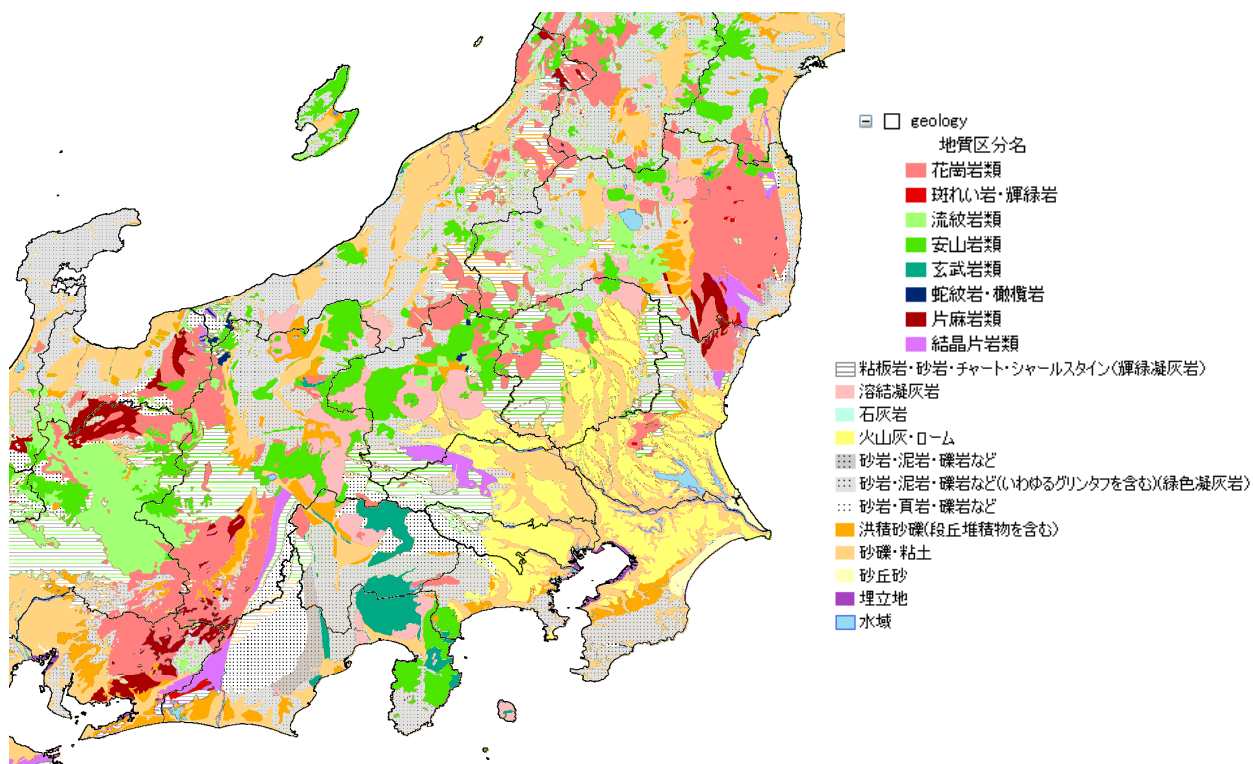 geology
地質区分名
花崗岩類
斑れい岩・輝緑岩
流紋岩類
安山岩類
玄武岩類
蛇紋岩・橄欖岩
片麻岩類
結晶片岩類
粘板岩・砂岩・チャート・シャールスタイン(輝緑凝灰岩)
溶結凝灰岩
石灰岩
火山灰・ローム
砂岩・泥岩・礫岩など
砂岩・泥岩・礫岩など(いわゆるグリンタフを含む)(緑色凝灰岩)
砂岩・頁岩・礫岩など
洪積砂礫(段丘堆積物を含む)
砂礫・粘土
砂丘砂
埋立地
水域